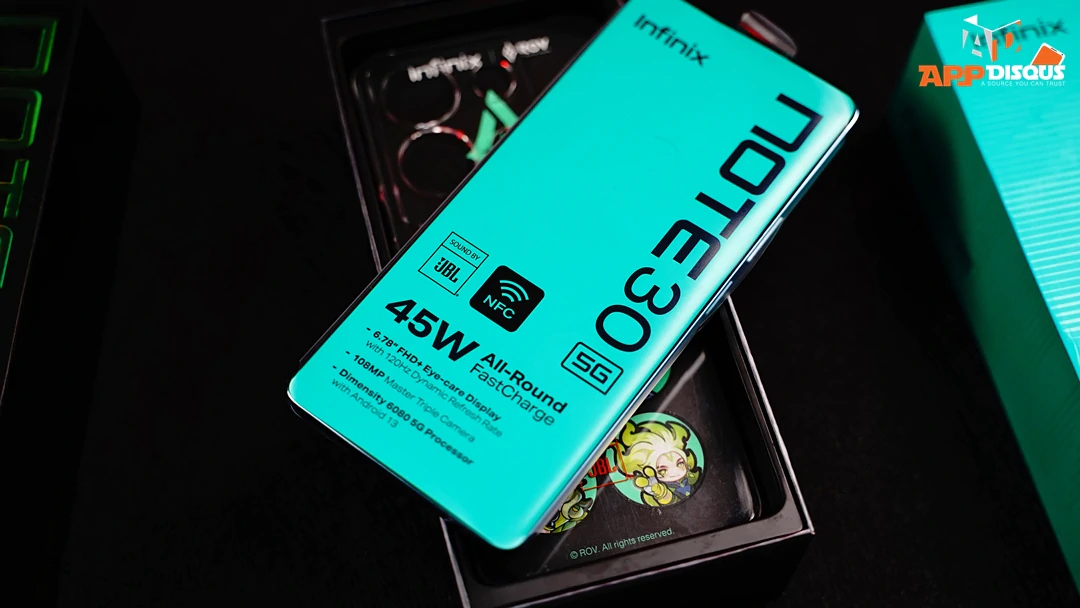 Infinix
NOTE 30
5G
SOUND BY
JBL
NFC
45W
All-Round
FastCharge
- 6.78" FHD+ Eye-care Display
with 120Hz Dynamic Refresh Rate
- 108MP Master Triple Camera
- Dimensity 6080 5G Processor
with Android 13
Infinix
ROV
JBL
© ROV. All rights reserved.
Infinix
APPDISQUS
A SOURCE YOU CAN TRUST